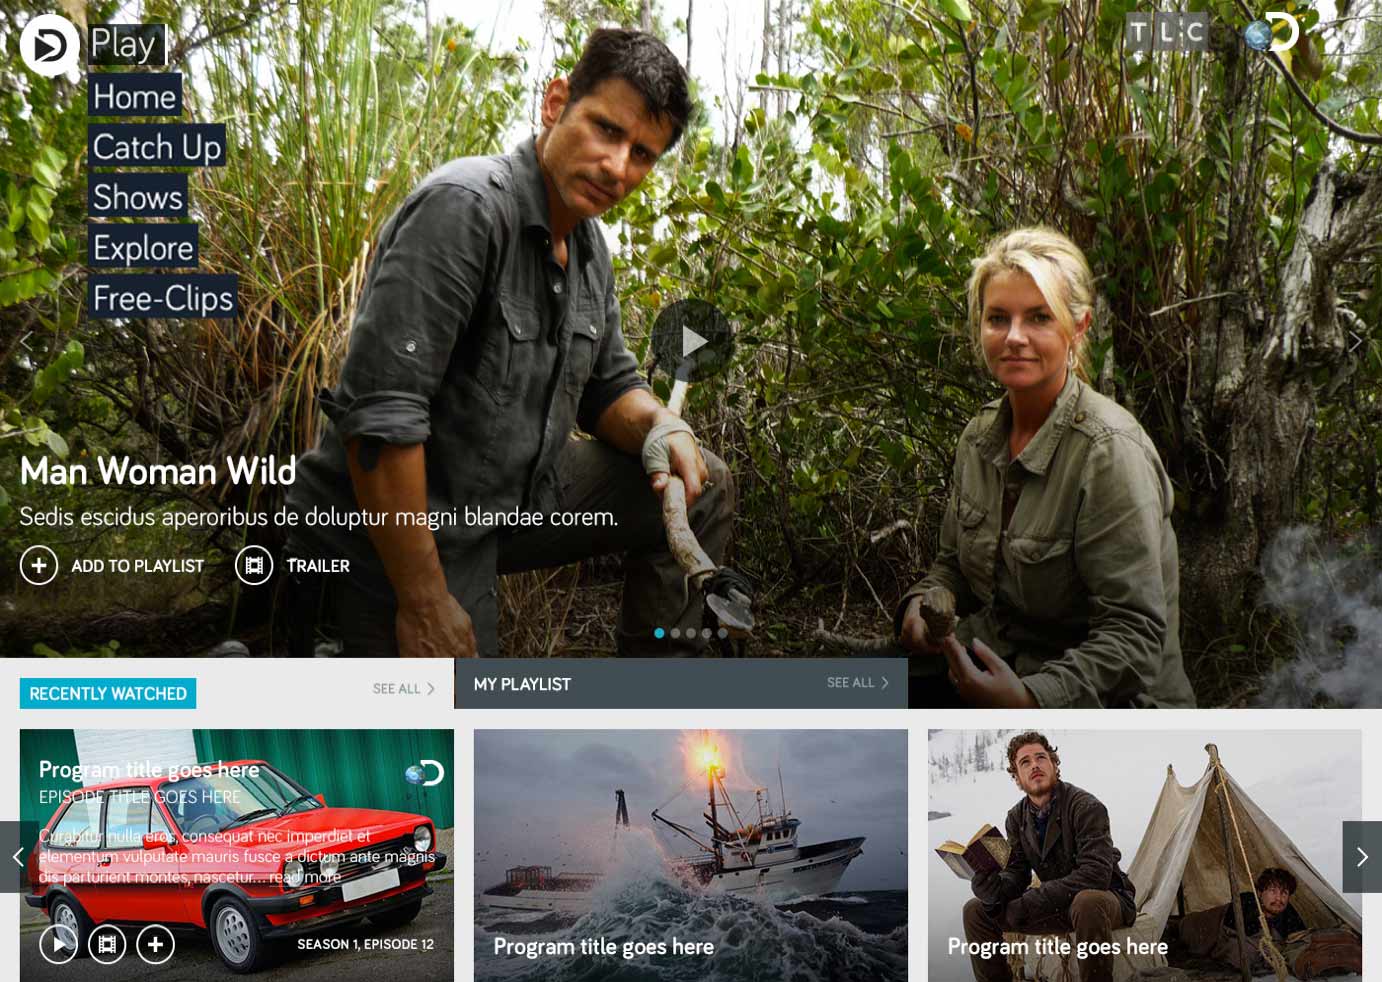 Play
TLC
Home
Catch Up
Shows
Explore
Free-Clips
Man Woman Wild
Sedis escidus aperoribus de doluptur magni blandae corem.
ADD TO PLAYLIST
TRAILER
RECENTLY WATCHED
SEE ALL
MY PLAYLIST
SEE ALL
Program title goes here
EPISODE TITLE GOES HERE
Curabitur nulla eros, consequat nec imperdiet et
elementum vulputate mauris fusce a dictum ante magnis
dis parturient montes, nascetur... read more
SEASON 1, EPISODE 12
Program title goes here
Program title goes here